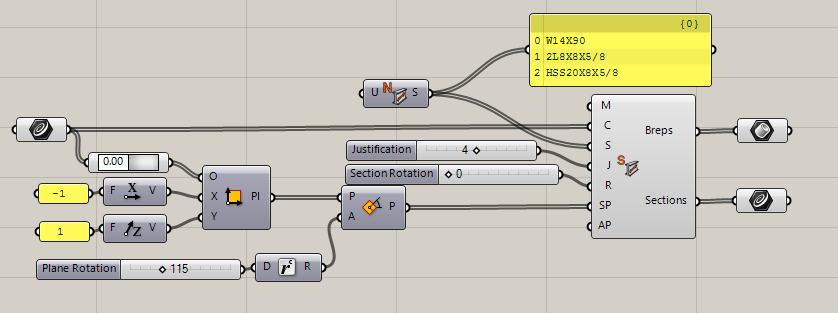 {0}
0 W14X90
1 2L8X8X5/8
2 HSS20X8X5/8
U N S
M
C
S
J
R
SP
AP
S
Breps
Sections
Justification 4
Section Rotation 0
0.00
-1
F X V
1
F Z V
O
X
Y
Pl
P
A
P
Plane Rotation 115
D r c R